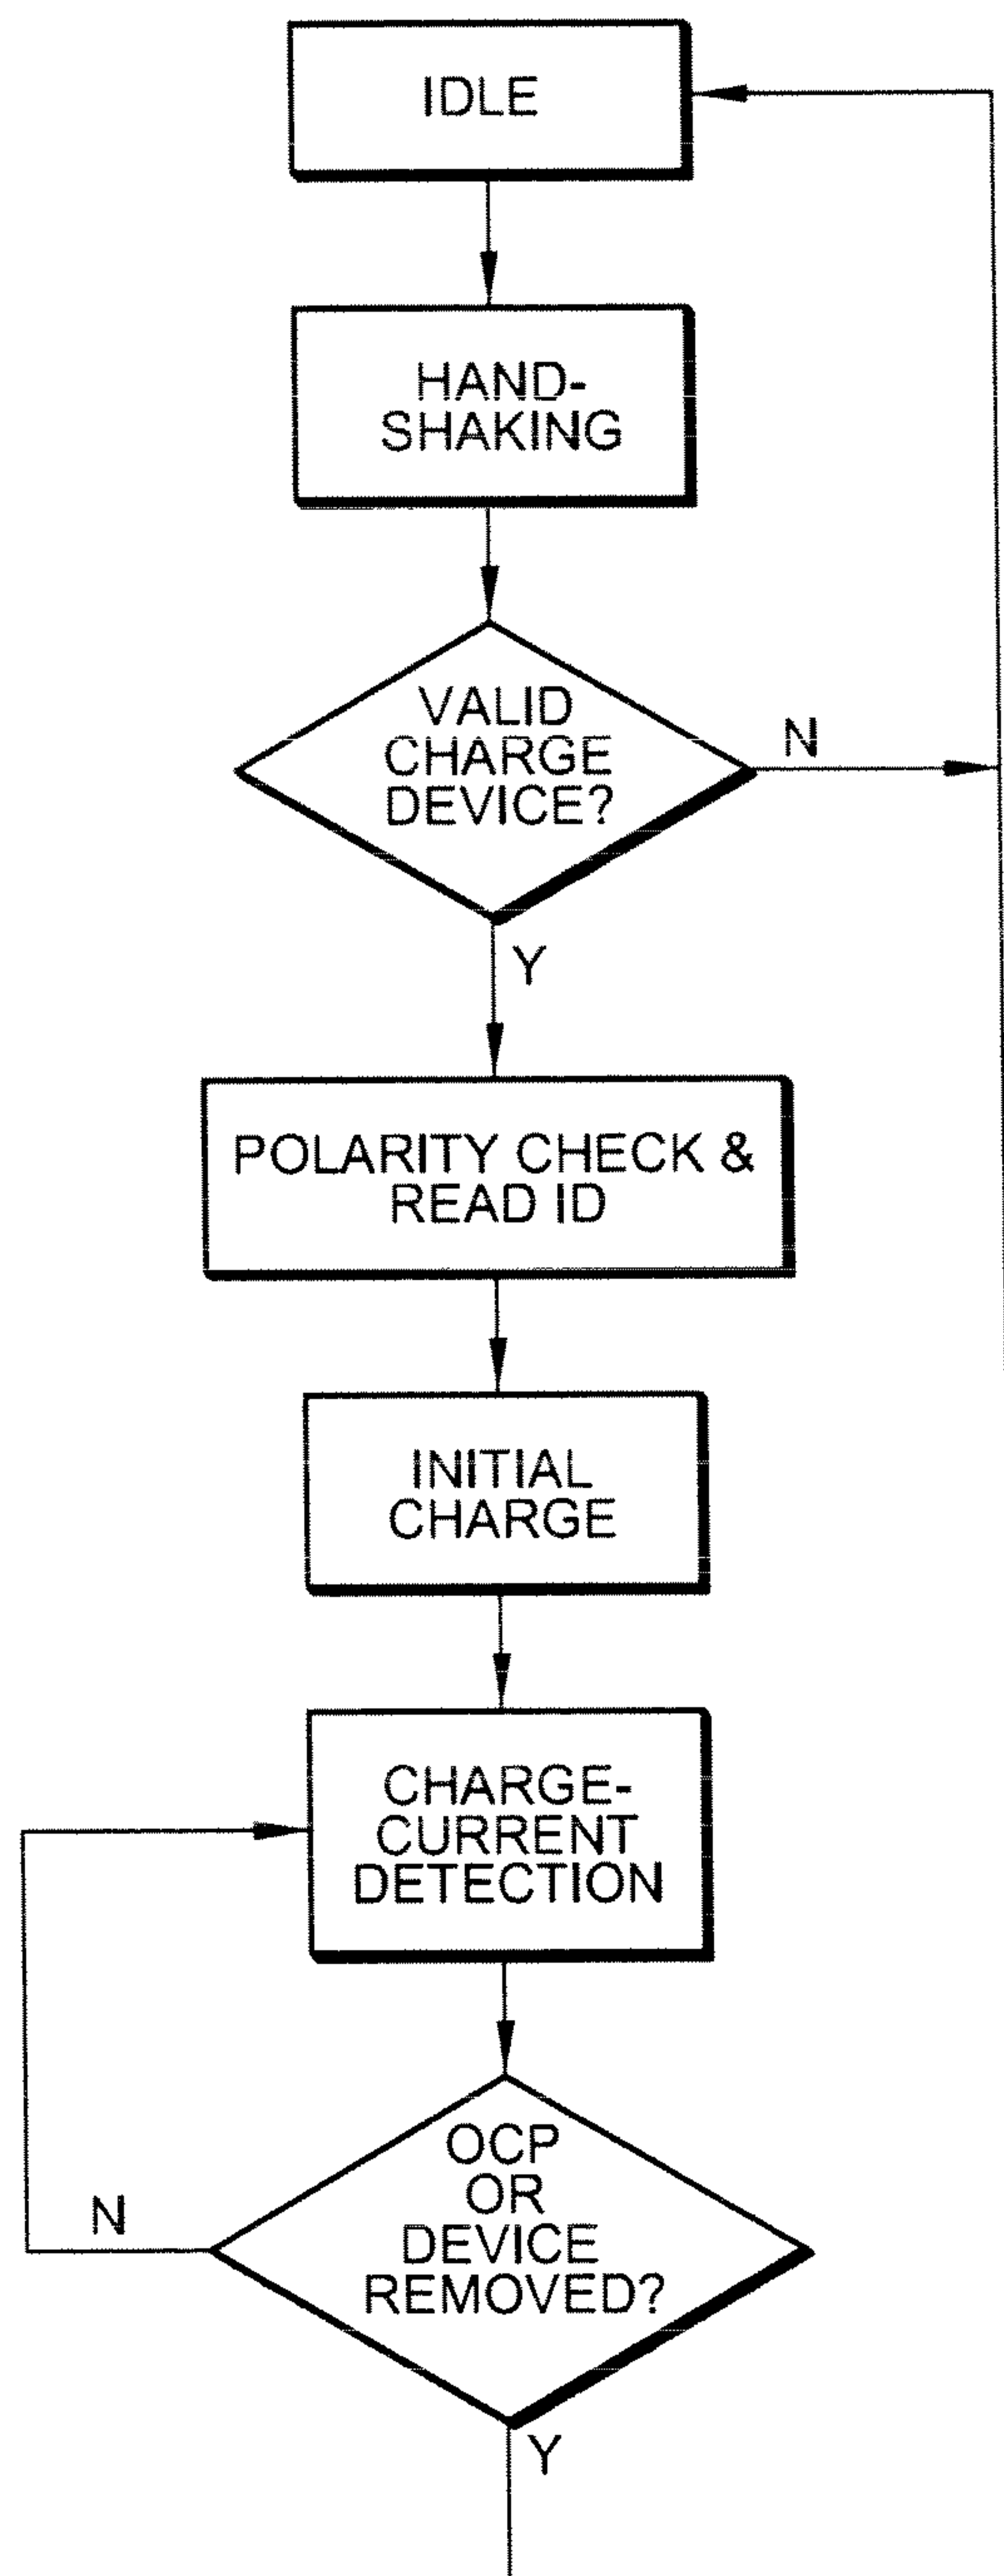 IDLE
HAND-
SHAKING
VALID
CHARGE
DEVICE?
N
Y
POLARITY CHECK &
READ ID
INITIAL
CHARGE
CHARGE-
CURRENT
DETECTION
OCP
OR
DEVICE
REMOVED?
N
Y